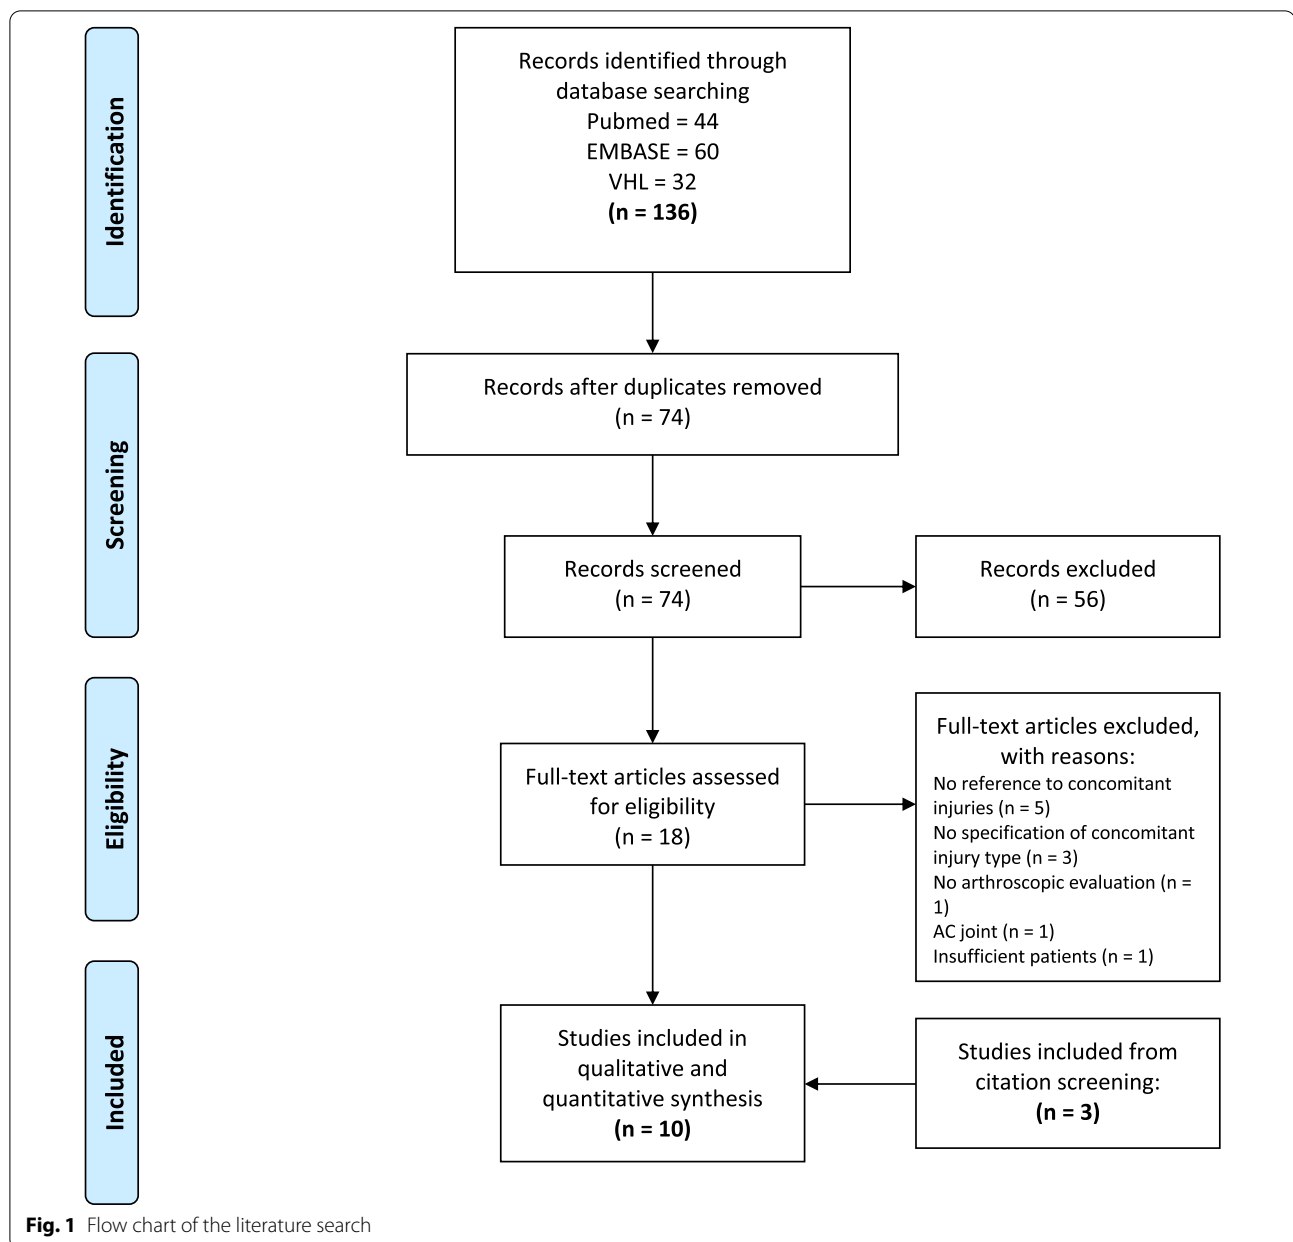 Identification
Records identified through
database searching
Pubmed = 44
EMBASE = 60
VHL = 32
(n = 136)
Screening
Records after duplicates removed
(n = 74)
Records screened
(n = 74)
Records excluded
(n = 56)
Eligibility
Full-text articles assessed
for eligibility
(n = 18)
Full-text articles excluded,
with reasons:
No reference to concomitant
injuries (n = 5)
No specification of concomitant
injury type (n = 3)
No arthroscopic evaluation (n =
1)
AC joint (n = 1)
Insufficient patients (n = 1)
Included
Studies included in
qualitative and
quantitative synthesis
(n = 10)
Studies included from
citation screening:
(n = 3)
Fig. 1 Flow chart of the literature search